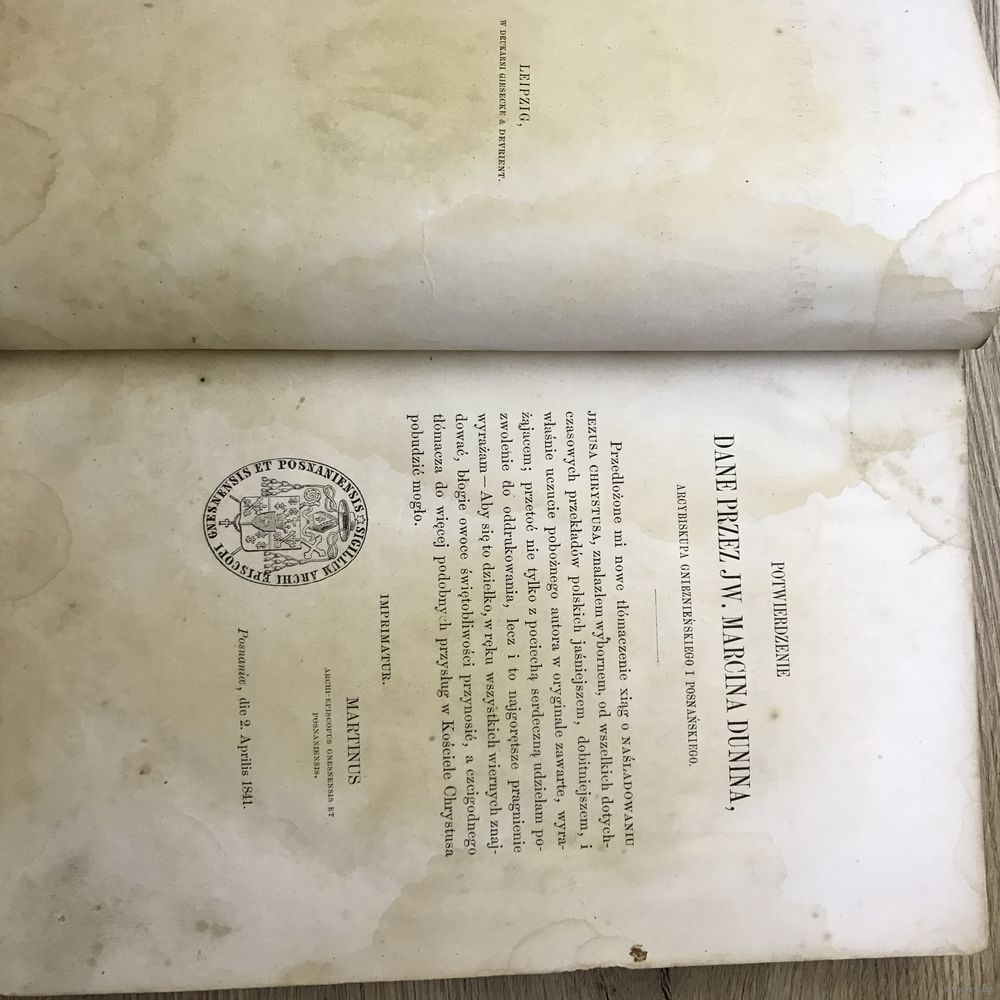 LEIPZIG,
W DRUKARNI GIESECKE & DEVRIENT.
POTWIERDZENIE
DANE PRZEZ JW. MARCINA DUNINA,
ARCYBISKUPA GNIEZNIEŃSKIEGO I POSNAŃSKIEGO.
Przedłożone mi nowe tłómaczenie xiąg o NAŚLADOWANIU
JEZUSA CHRYSTUSA, znalazłem wybornem, od wszelkich dotych-
czasowych przekładów polskich jaśniejszem, dobitniejszem, i
właśnie uczucie pobożnego autora w oryginale zawarte, wyra-
żającem; przetoć nie tylko z pociechą serdeczną udzielam po-
zwolenie do oddrukowania, lecz i to najgorętsze pragnienie
wyrażam — Aby się to dziełko, w ręku wszystkich wiernych znaj-
dować, błogie owoce świętobliwości przynosić, a czcigodnego
tłómacza do więcej podobnych przysług w Kościele Chrystusa
pobudzić mogło.
IMPRIMATUR.
MARTINUS
ARCHI-EPISCOPUS GNESNENSIS ET
POSNANIENSIS.
SIGILLUM ARCHI EPISCOPI GNESNENSIS ET POSNANIENSIS
Posnaniæ, die 2. Aprilis 1841.